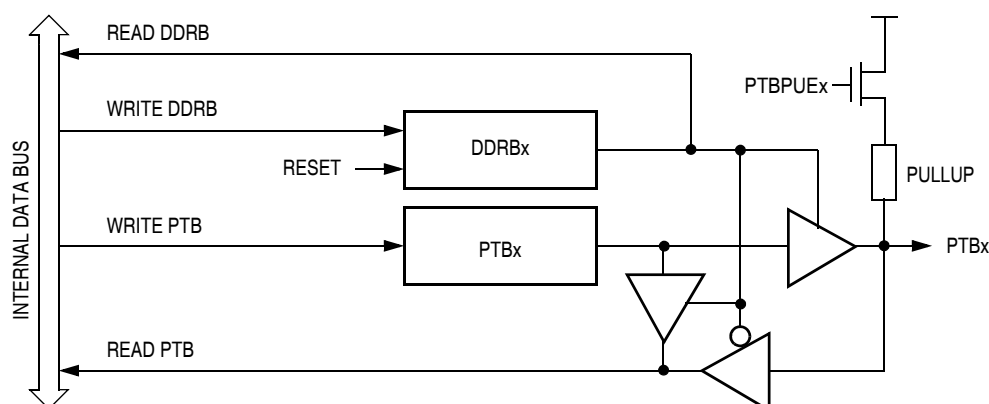 READ DDRB
PTBPUEx
WRITE DDRB
DDRBx
RESET
PULLUP
INTERNAL DATA BUS
WRITE PTB
PTBx
PTBx
READ PTB